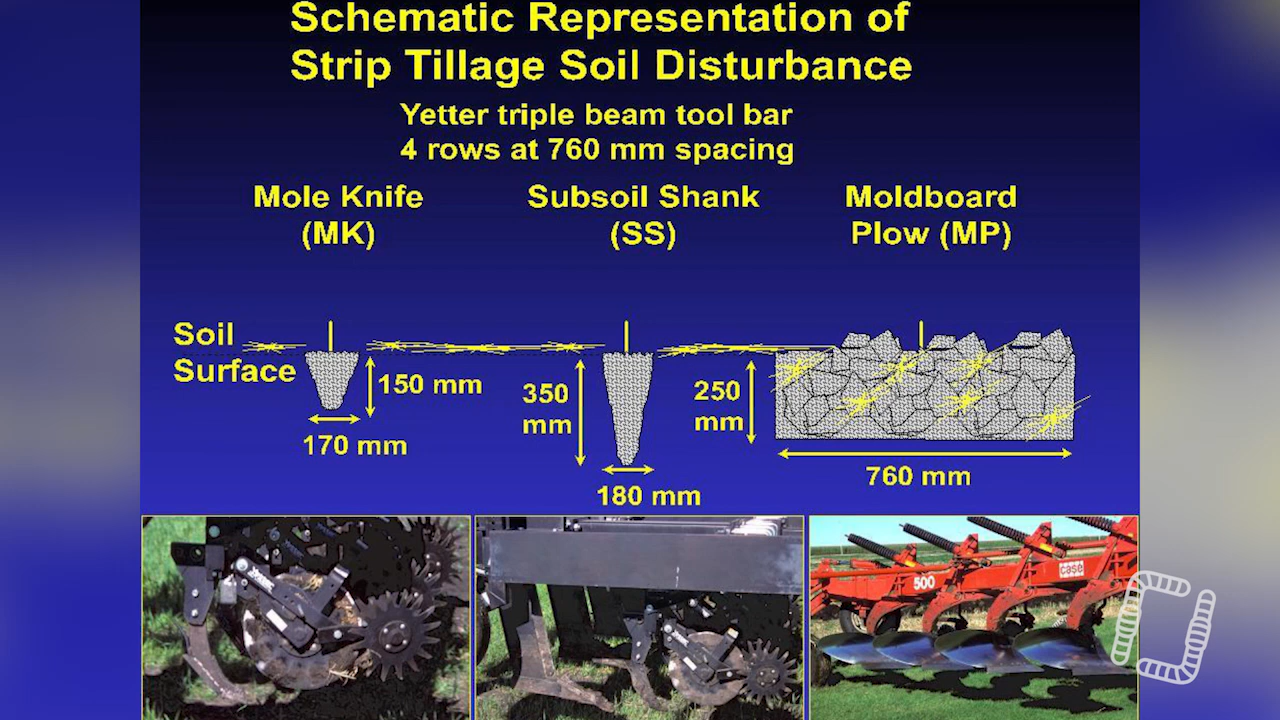 Schematic Representation of
Strip Tillage Soil Disturbance
Yetter triple beam tool bar
4 rows at 760 mm spacing
Mole Knife
(MK)
Subsoil Shank
(SS)
Moldboard
Plow (MP)
Soil
Surface
150 mm
170 mm
350
mm
180 mm
250
mm
760 mm
500
case